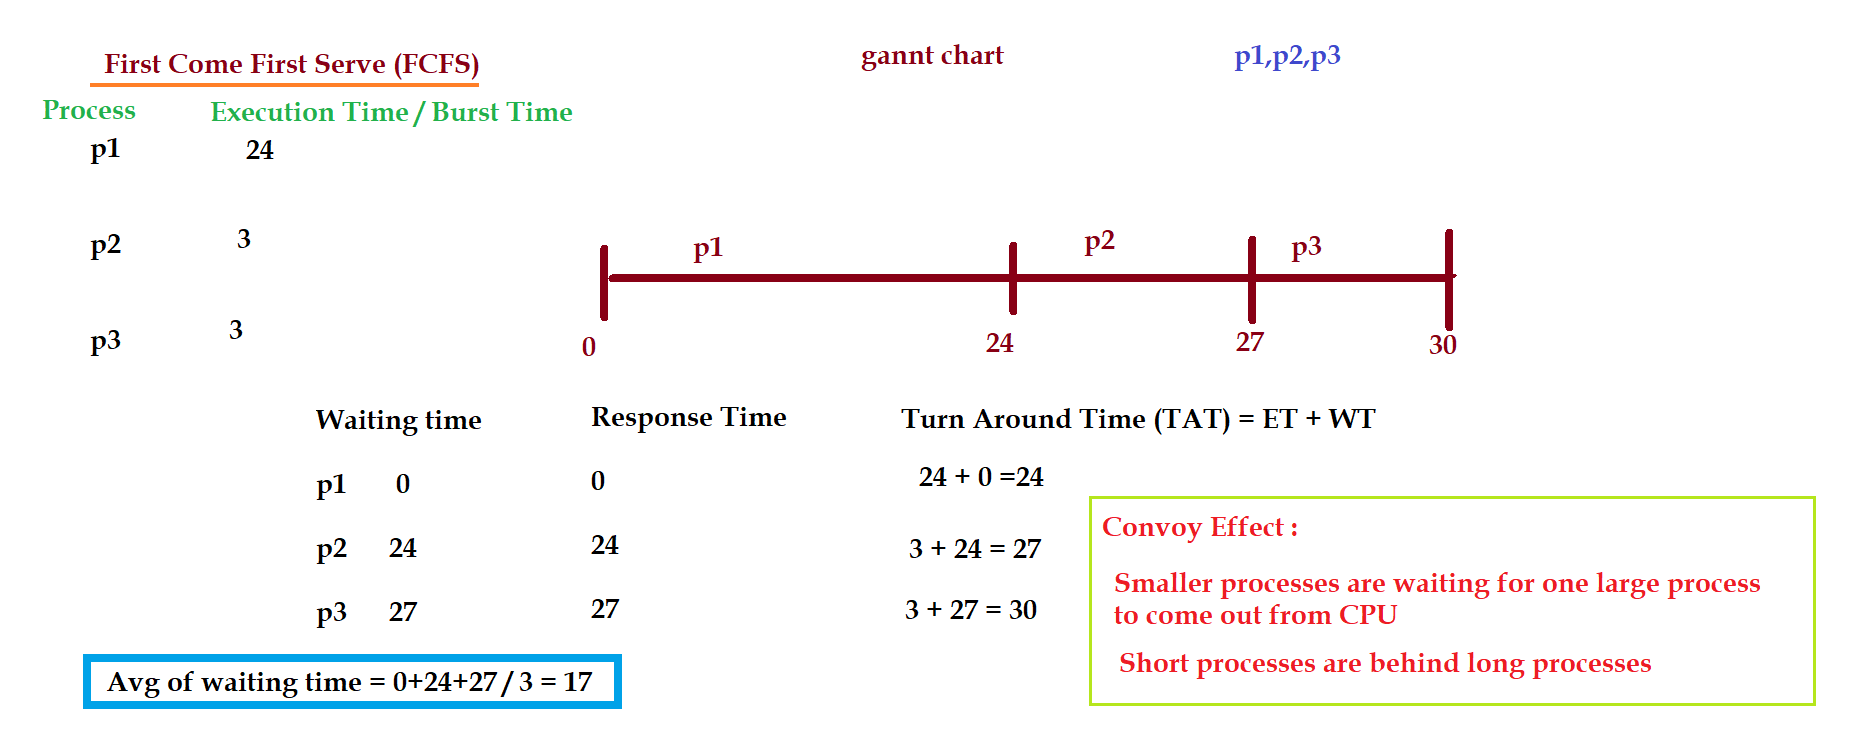 First Come First Serve (FCFS)
gannt chart
p1,p2,p3
Process Execution Time / Burst Time
p1 24
p2 3
p3 3
p1 p2 p3
0 24 27 30
Waiting time Response Time Turn Around Time (TAT) = ET + WT
p1 0 0 24 + 0 =24
p2 24 24 3 + 24 = 27
p3 27 27 3 + 27 = 30
Avg of waiting time = 0+24+27 / 3 = 17
Convoy Effect :
Smaller processes are waiting for one large process
to come out from CPU
Short processes are behind long processes